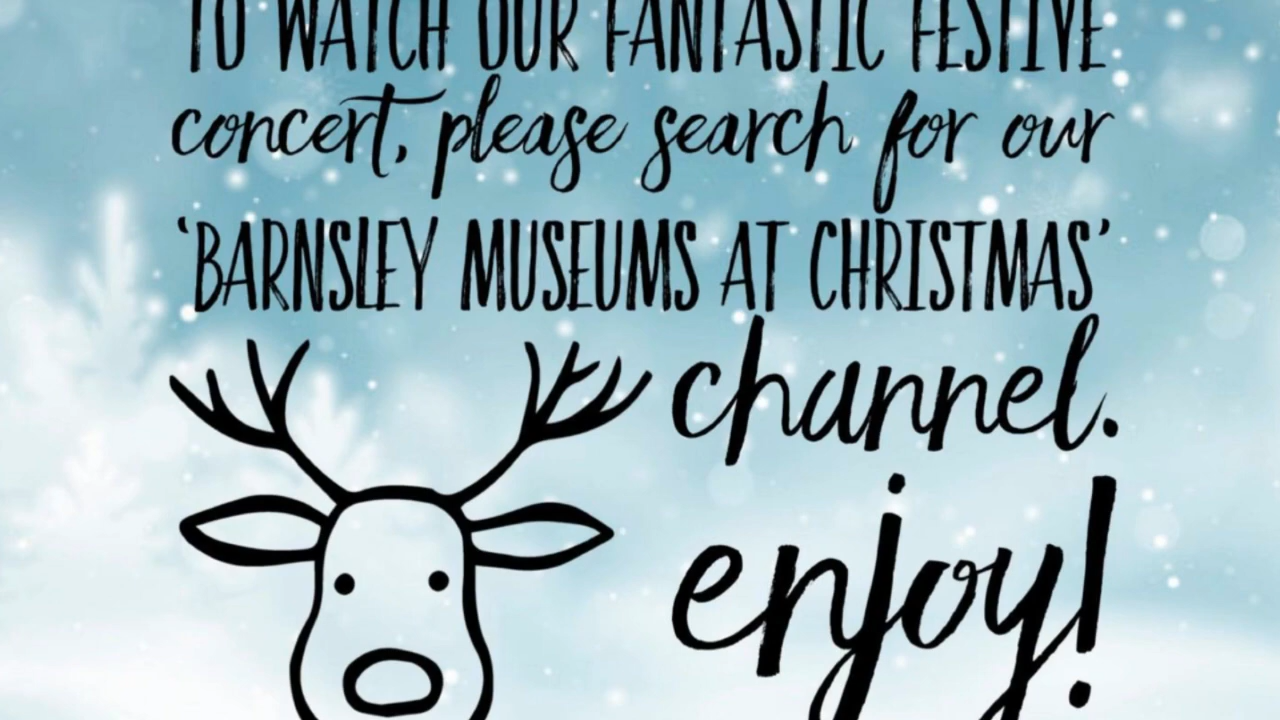 TO WATCH OUR FANTASTIC FESTIVE
concert, please search for our
‘BARNSLEY MUSEUMS AT CHRISTMAS’
channel.
enjoy!